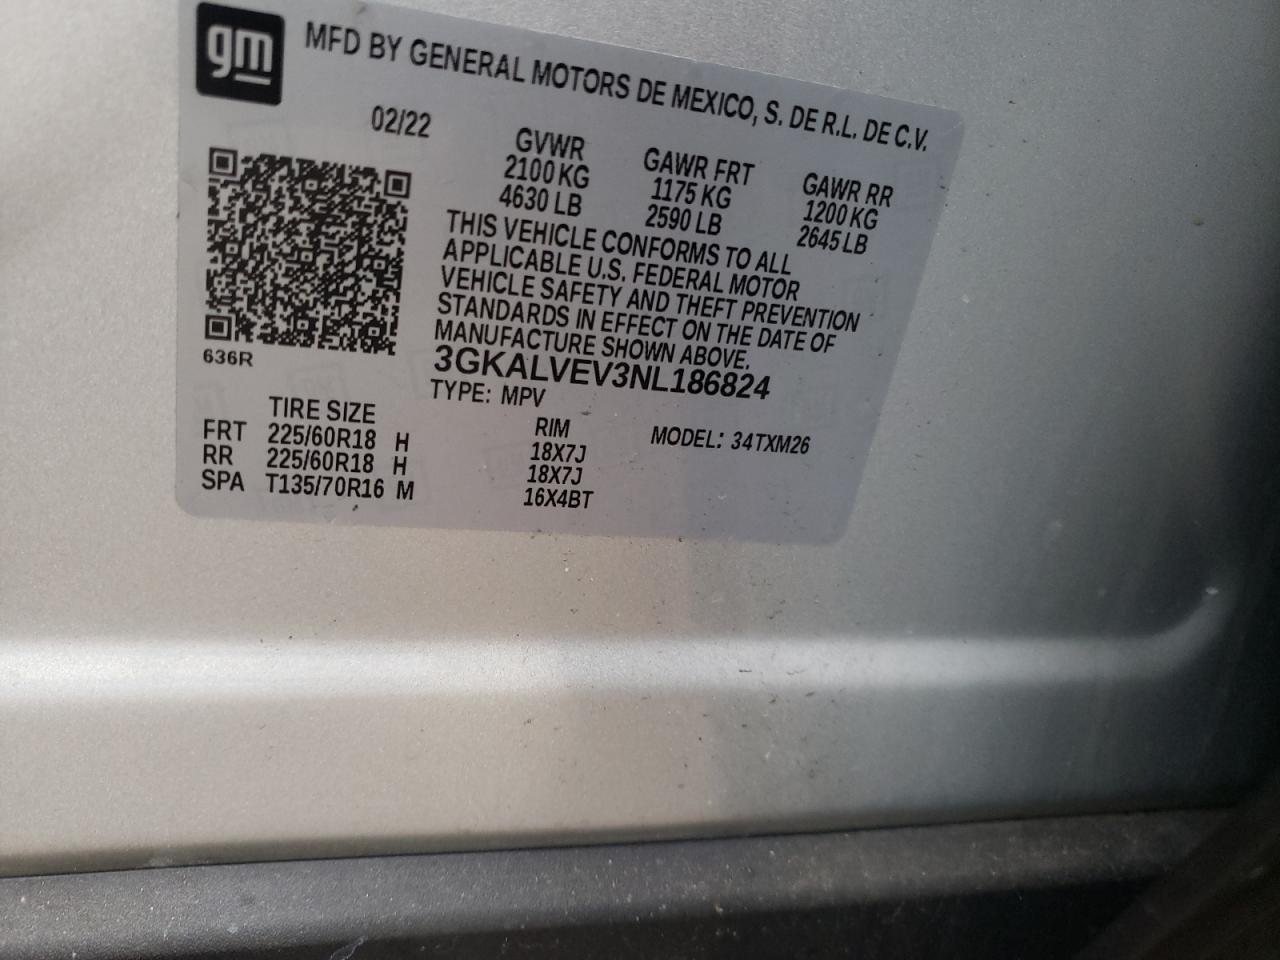 gm MFD BY GENERAL MOTORS DE MEXICO, S. DE R.L. DE C.V.
02/22
GVWR GAWR FRT GAWR RR
2100 KG 1175 KG 1200 KG
4630 LB 2590 LB 2645 LB
THIS VEHICLE CONFORMS TO ALL
APPLICABLE U.S. FEDERAL MOTOR
VEHICLE SAFETY AND THEFT PREVENTION
STANDARDS IN EFFECT ON THE DATE OF
MANUFACTURE SHOWN ABOVE.
636R
3GKALVEV3NL186824
TYPE: MPV
TIRE SIZE RIM MODEL: 34TXM26
FRT 225/60R18 H 18X7J
RR 225/60R18 H 18X7J
SPA T135/70R16 M 16X4BT